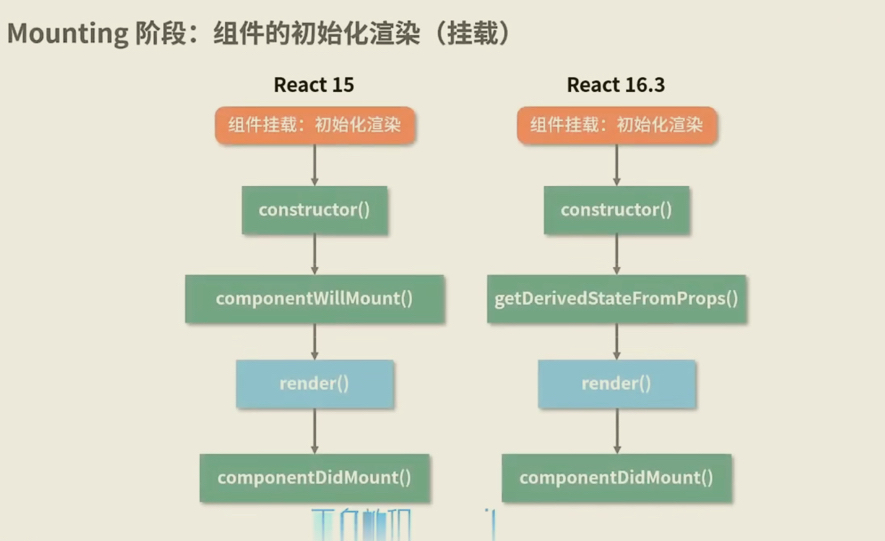 Mounting 阶段：组件的初始化渲染（挂载）
React 15
组件挂载：初始化渲染
constructor()
componentWillMount()
render()
componentDidMount()
React 16.3
组件挂载：初始化渲染
constructor()
getDerivedStateFromProps()
render()
componentDidMount()